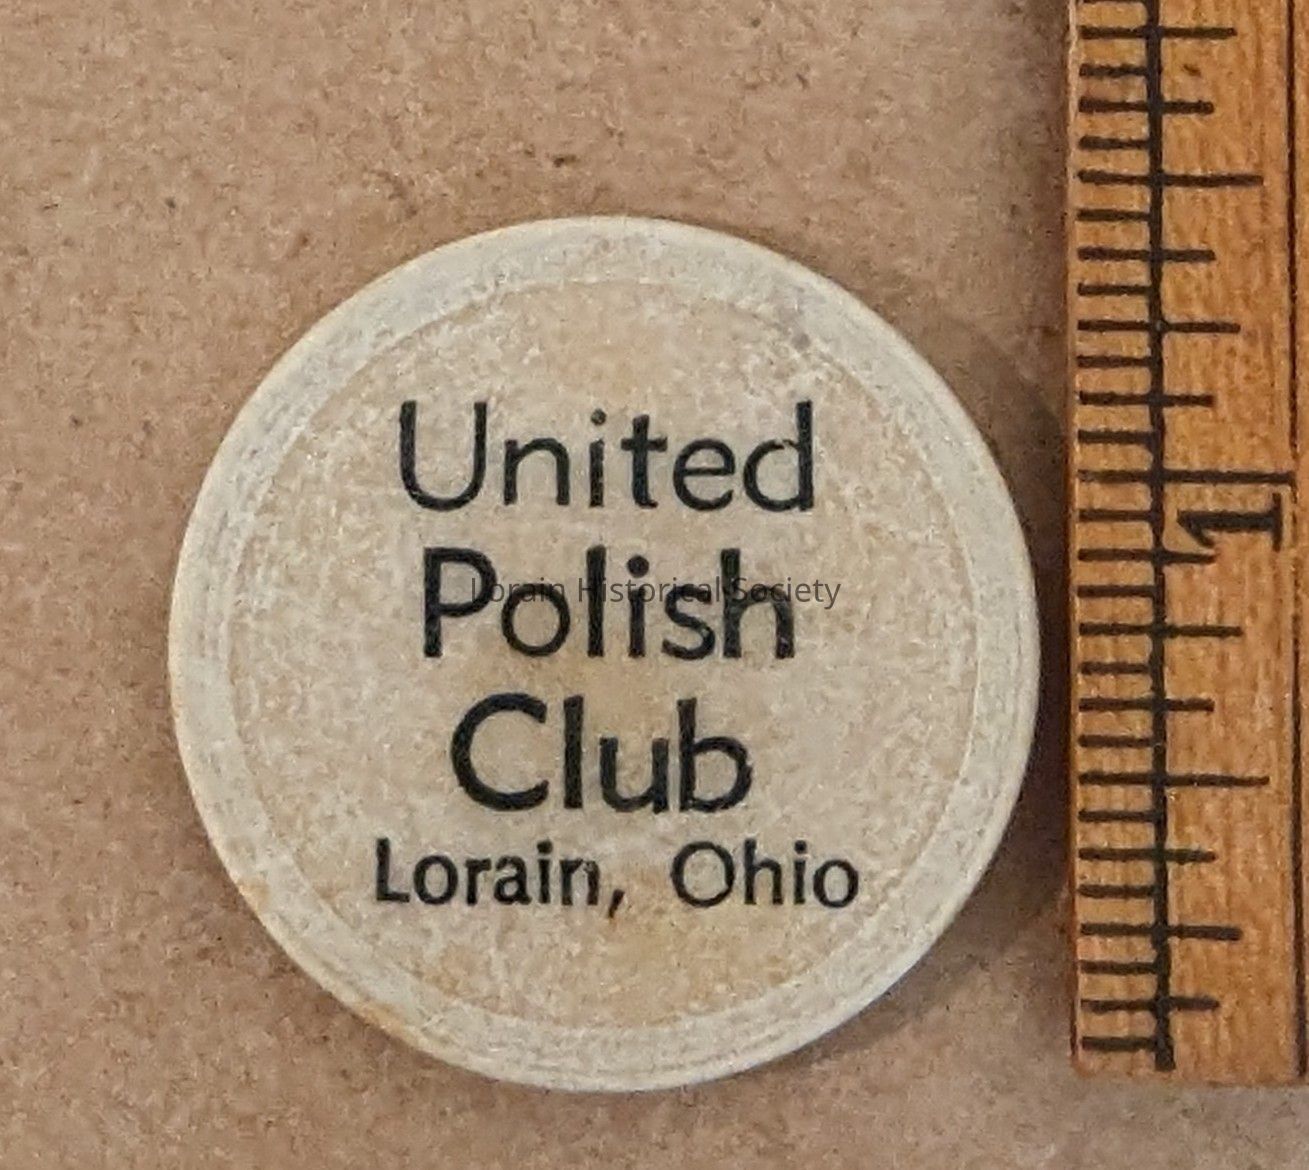 United
Polish
Lorain Historical Society
Club
Lorain, Ohio
1